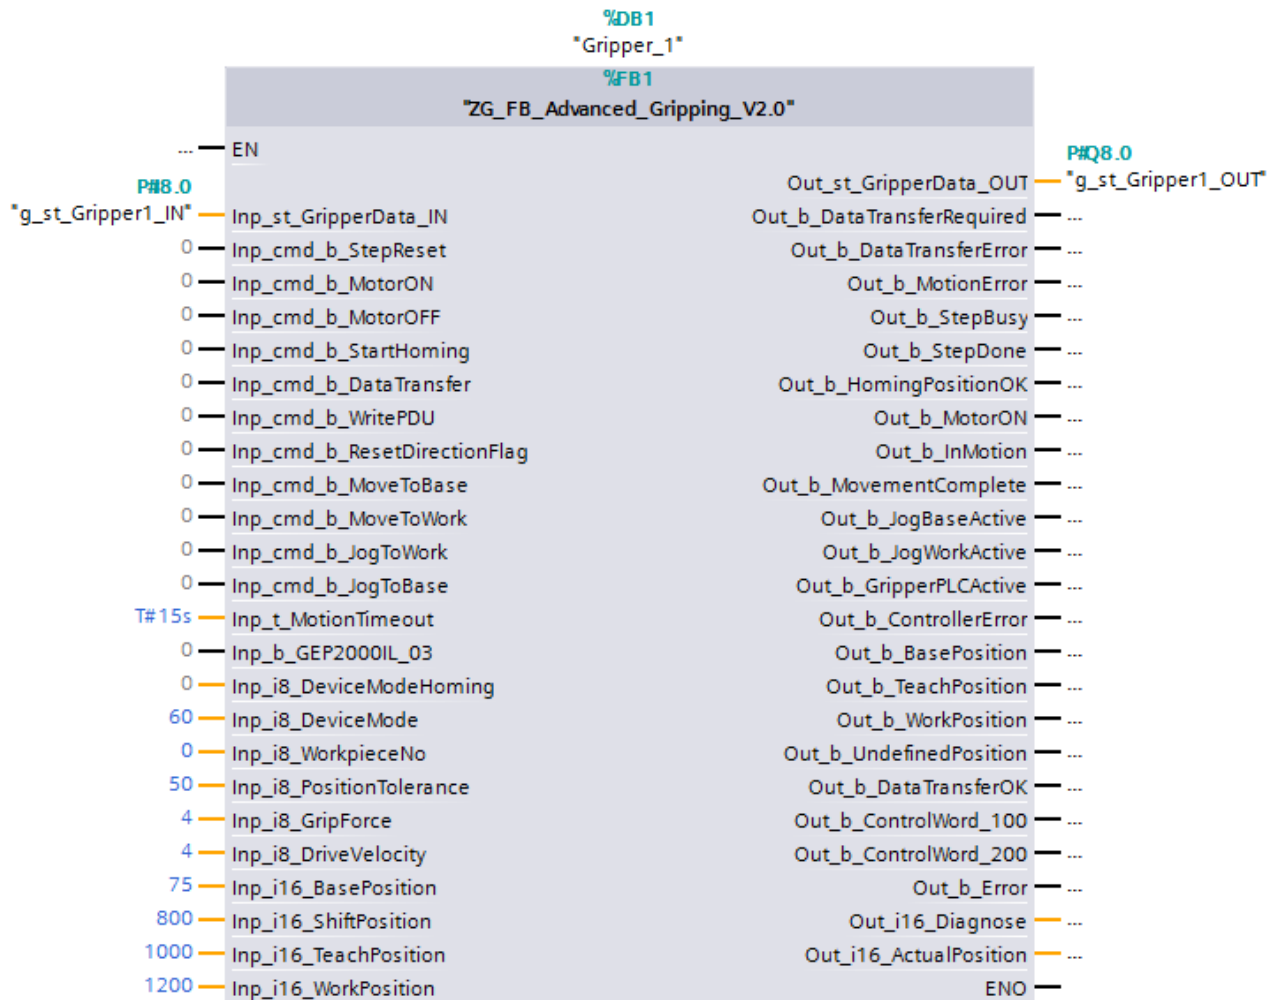 %DB1
"Gripper_1"
%FB1
"ZG_FB_Advanced_Gripping_V2.0"
... EN
P#Q8.0
P#I8.0 Out_st_GripperData_OUT "g_st_Gripper1_OUT"
"g_st_Gripper1_IN" Inp_st_GripperData_IN Out_b_DataTransferRequired ...
0 Inp_cmd_b_StepReset Out_b_DataTransferError ...
0 Inp_cmd_b_MotorON Out_b_MotionError ...
0 Inp_cmd_b_MotorOFF Out_b_StepBusy ...
0 Inp_cmd_b_StartHoming Out_b_StepDone ...
0 Inp_cmd_b_DataTransfer Out_b_HomingPositionOK ...
0 Inp_cmd_b_WritePDU Out_b_MotorON ...
0 Inp_cmd_b_ResetDirectionFlag Out_b_InMotion ...
0 Inp_cmd_b_MoveToBase Out_b_MovementComplete ...
0 Inp_cmd_b_MoveToWork Out_b_JogBaseActive ...
0 Inp_cmd_b_JogToWork Out_b_JogWorkActive ...
0 Inp_cmd_b_JogToBase Out_b_GripperPLCActive ...
T#15s Inp_t_MotionTimeout Out_b_ControllerError ...
0 Inp_b_GEP2000IL_03 Out_b_BasePosition ...
0 Inp_i8_DeviceModeHoming Out_b_TeachPosition ...
60 Inp_i8_DeviceMode Out_b_WorkPosition ...
0 Inp_i8_WorkpieceNo Out_b_UndefinedPosition ...
50 Inp_i8_PositionTolerance Out_b_DataTransferOK ...
4 Inp_i8_GripForce Out_b_ControlWord_100 ...
4 Inp_i8_DriveVelocity Out_b_ControlWord_200 ...
75 Inp_i16_BasePosition Out_b_Error ...
800 Inp_i16_ShiftPosition Out_i16_Diagnose ...
1000 Inp_i16_TeachPosition Out_i16_ActualPosition ...
1200 Inp_i16_WorkPosition ENO